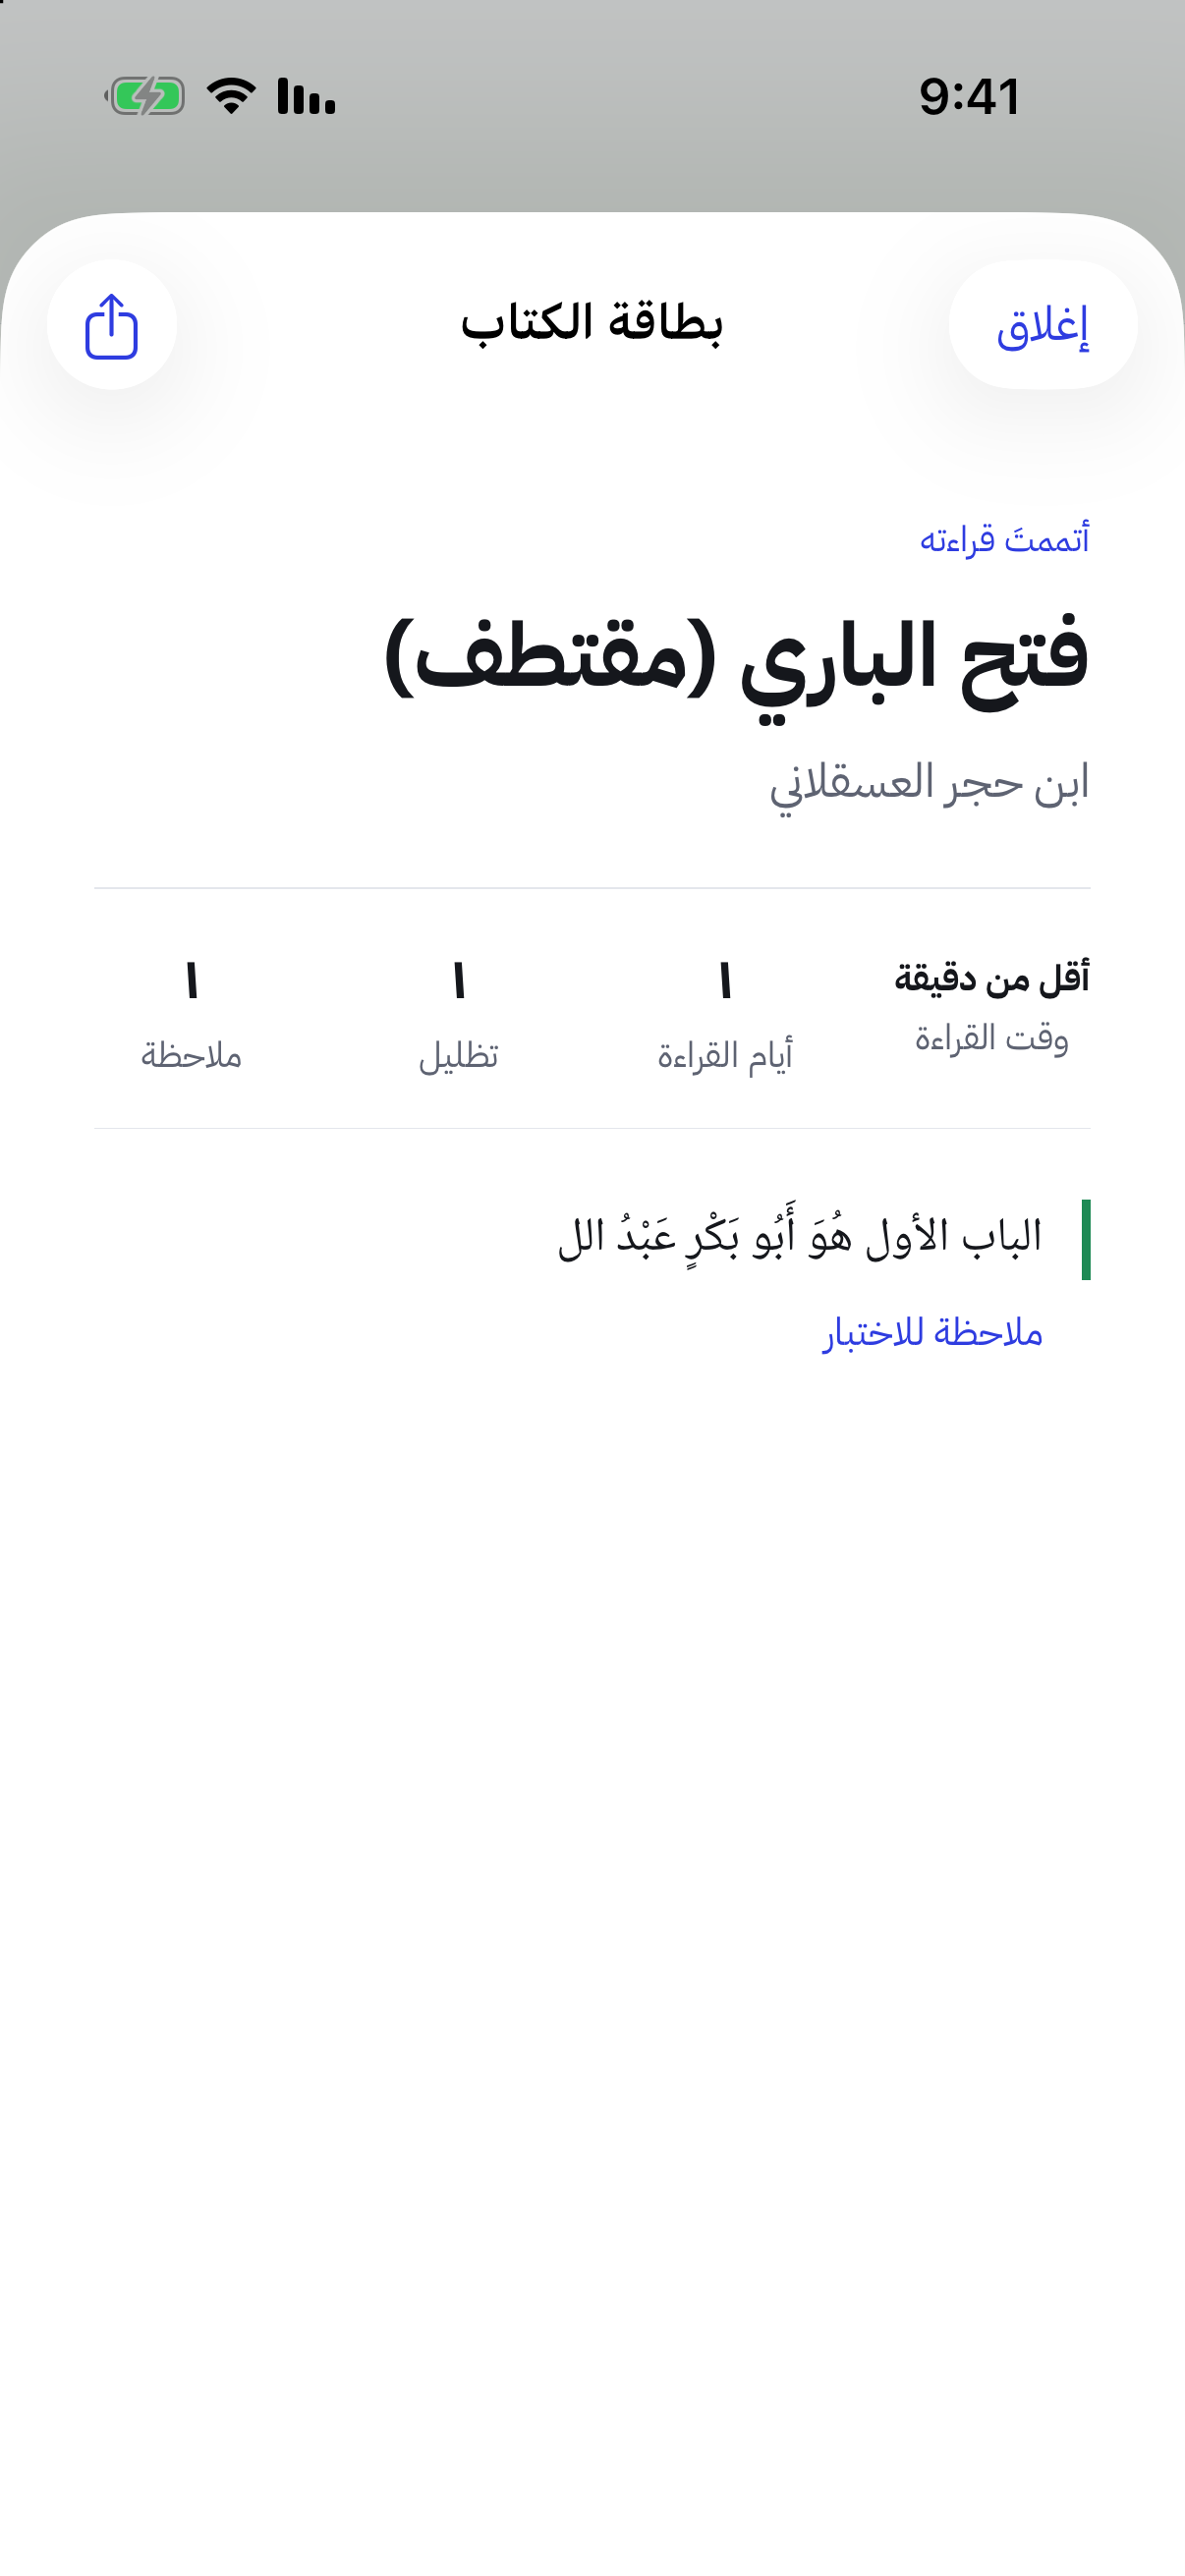 9:41
إغلاق
بطاقة الكتاب
أتممتَ قراءته
فتح الباري (مقتطف)
ابن حجر العسقلاني
أقل من دقيقة
وقت القراءة
١
أيام القراءة
١
تظليل
١
ملاحظة
الباب الأول هُوَ أَبُو بَكْرٍ عَبْدُ الل
ملاحظة للاختبار